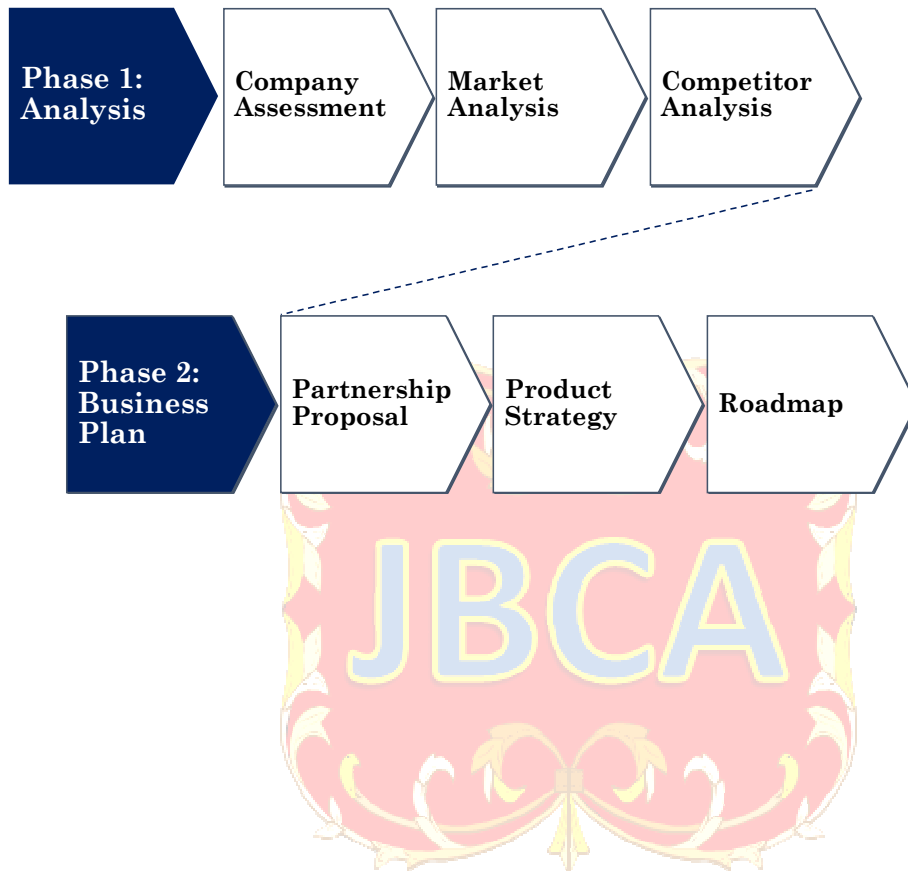 Phase 1:
Analysis
Company
Assessment
Market
Analysis
Competitor
Analysis
Phase 2:
Business
Plan
Partnership
Proposal
Product
Strategy
Roadmap
JBCA